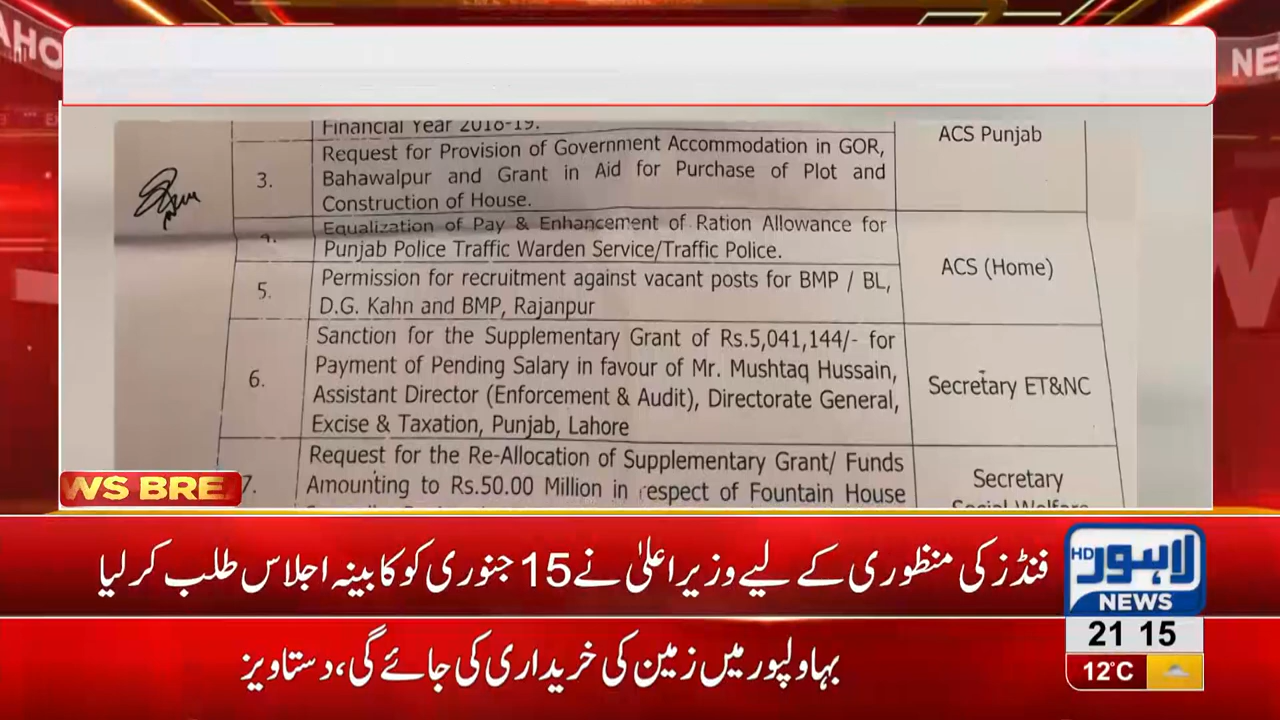 AHO
NE
Financial Year 2018-19.
ACS Punjab
3.
Request for Provision of Government Accommodation in GOR,
Bahawalpur and Grant in Aid for Purchase of Plot and
Construction of House.
Equalization of Pay & Enhancement of Ration Allowance for
Punjab Police Traffic Warden Service/Traffic Police.
ACS (Home)
5.
Permission for recruitment against vacant posts for BMP / BL,
D.G. Kahn and BMP, Rajanpur
6.
Sanction for the Supplementary Grant of Rs.5,041,144/- for
Payment of Pending Salary in favour of Mr. Mushtaq Hussain,
Assistant Director (Enforcement & Audit), Directorate General,
Excise & Taxation, Punjab, Lahore
Secretary ET&NC
7.
Request for the Re-Allocation of Supplementary Grant/ Funds
Amounting to Rs.50.00 Million in respect of Fountain House
Secretary
Social Welfare
WS BRE
فنڈز کی منظوری کے لیے وزیراعلیٰ نے 15 جنوری کو کابینہ اجلاس طلب کرلیا
بہاولپور میں زمین کی خریداری کی جائے گی، دستاویز
HD
لاہور
NEWS
21 15
12°C